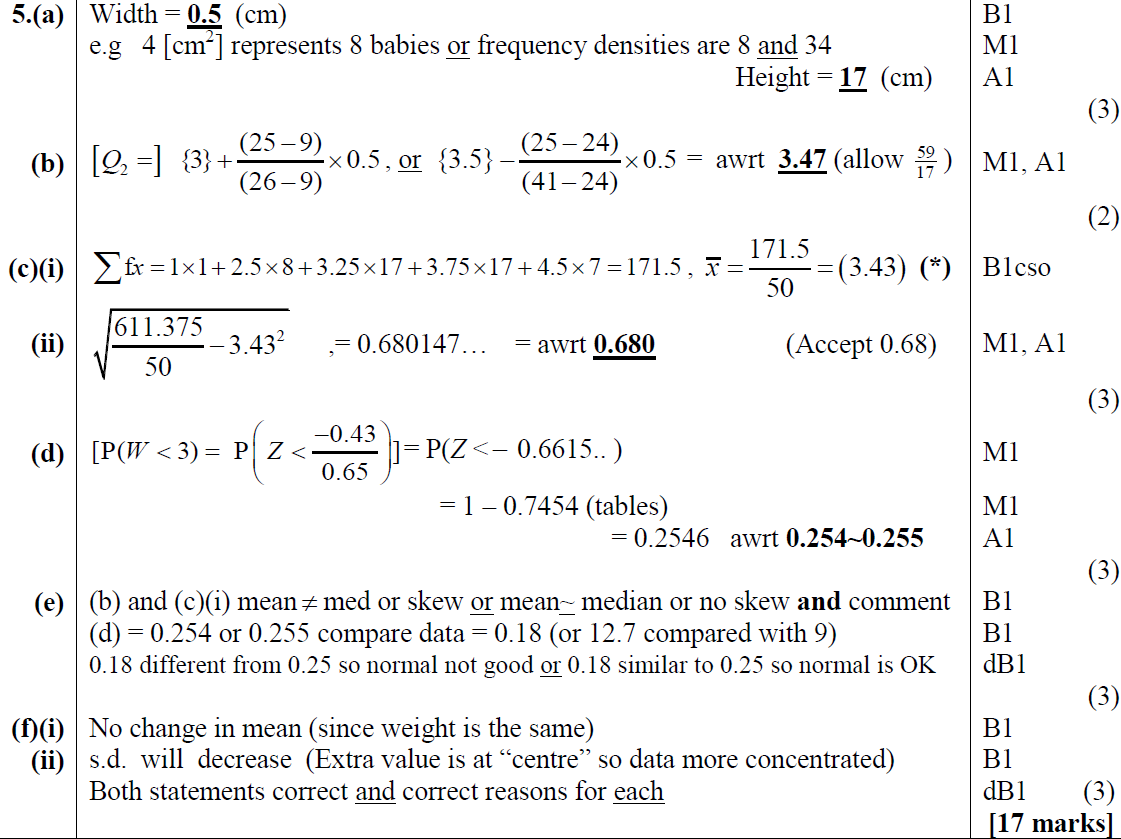 5.(a) Width = 0.5 (cm) B1
e.g 4 [cm²] represents 8 babies or frequency densities are 8 and 34 M1
Height = 17 (cm) A1
(3)
(b) [Q₂ =] {3} + (25 – 9)/(26 – 9) × 0.5 , or {3.5} – (25 – 24)/(41 – 24) × 0.5 = awrt 3.47 (allow 59/17 ) M1, A1
(2)
(c)(i) ∑fx = 1×1 + 2.5×8 + 3.25×17 + 3.75×17 + 4.5×7 = 171.5 , x̄ = 171.5/50 = (3.43) (*) B1cso
(ii) √(611.375/50 – 3.43²) ,= 0.680147… = awrt 0.680 (Accept 0.68) M1, A1
(3)
(d) [P(W < 3) = P(Z < –0.43/0.65)] = P(Z < – 0.6615.. ) M1
= 1 – 0.7454 (tables) M1
= 0.2546 awrt 0.254~0.255 A1
(3)
(e) (b) and (c)(i) mean ≠ med or skew or mean~ median or no skew and comment B1
(d) = 0.254 or 0.255 compare data = 0.18 (or 12.7 compared with 9) B1
0.18 different from 0.25 so normal not good or 0.18 similar to 0.25 so normal is OK dB1
(3)
(f)(i) No change in mean (since weight is the same) B1
(ii) s.d. will decrease (Extra value is at “centre” so data more concentrated) B1
Both statements correct and correct reasons for each dB1 (3)
[17 marks]